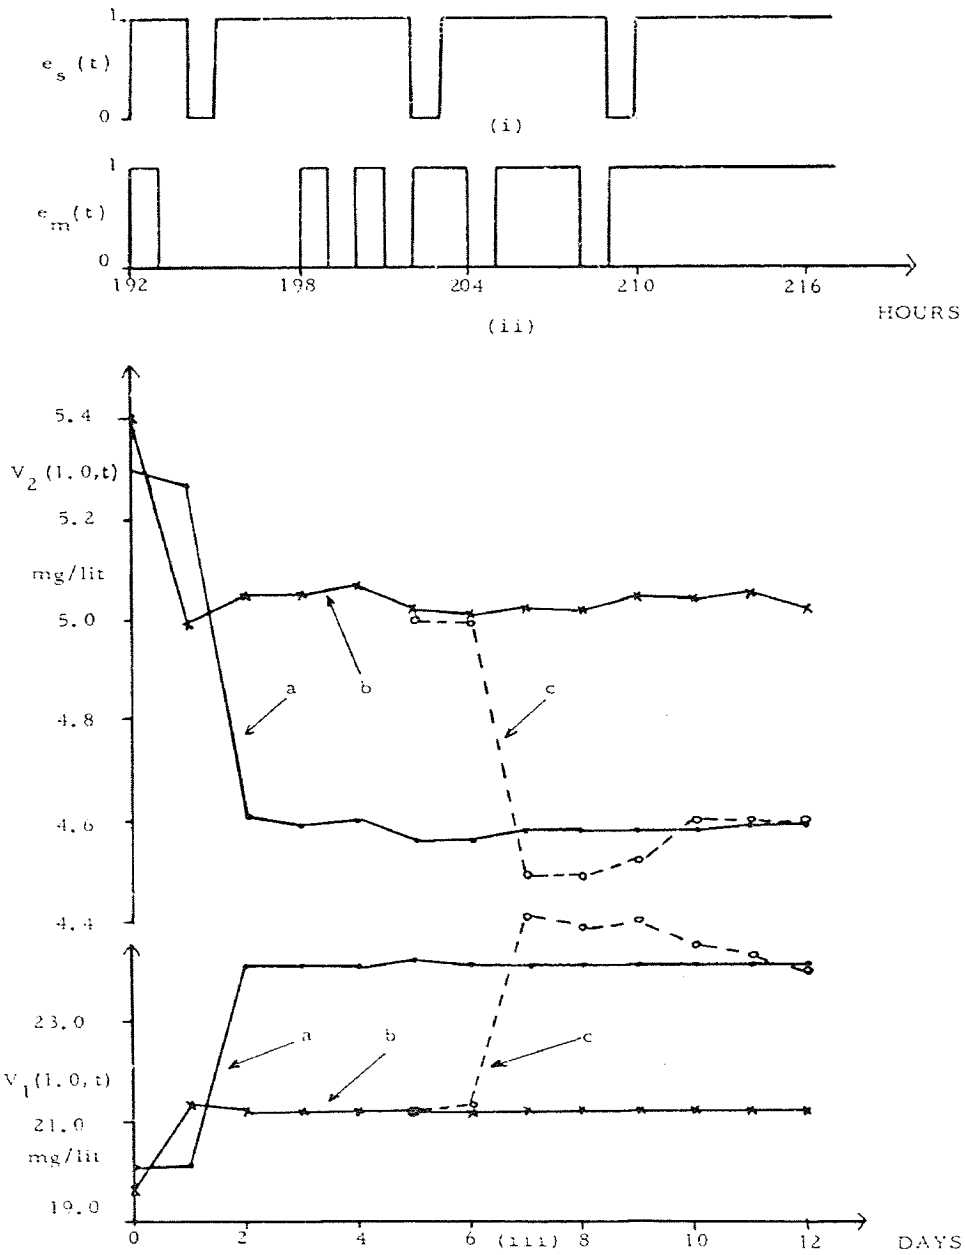 1
e_s (t)
0
(i)
1
e_m (t)
0
192
198
204
210
216
HOURS
(ii)
5.4
V_2 (1.0,t)
5.2
mg/lit
5.0
a
b
c
4.8
4.6
4.4
23.0
a
b
c
V_1 (1.0,t)
21.0
mg/lit
19.0
0
2
4
6
(iii)
8
10
12
DAYS